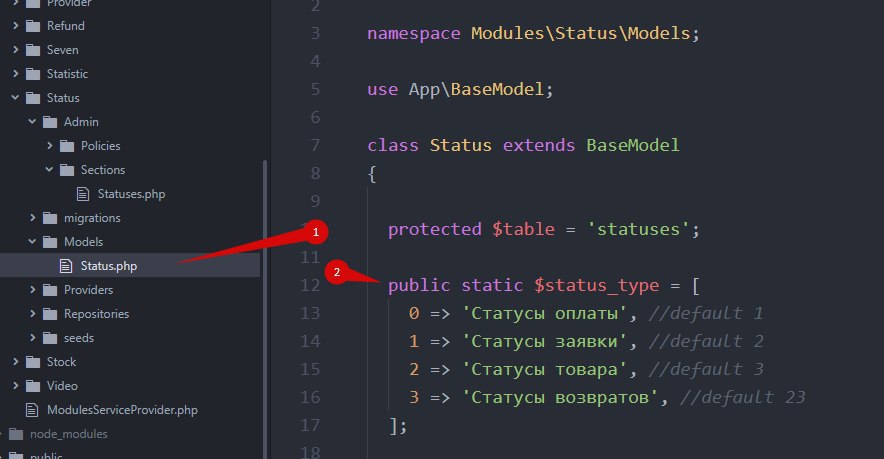 Provider
Refund
Seven
Statistic
Status
Admin
Policies
Sections
Statuses.php
migrations
Models
Status.php
Providers
Repositories
seeds
Stock
Video
ModulesServiceProvider.php
node_modules
public
2
3 namespace Modules\Status\Models;
4
5 use App\BaseModel;
6
7 class Status extends BaseModel
8 {
9
protected $table = 'statuses';
11
12 public static $status_type = [
13 0 => 'Статусы оплаты', //default 1
14 1 => 'Статусы заявки', //default 2
15 2 => 'Статусы товара', //default 3
16 3 => 'Статусы возвратов', //default 23
17 ];
18
1
2